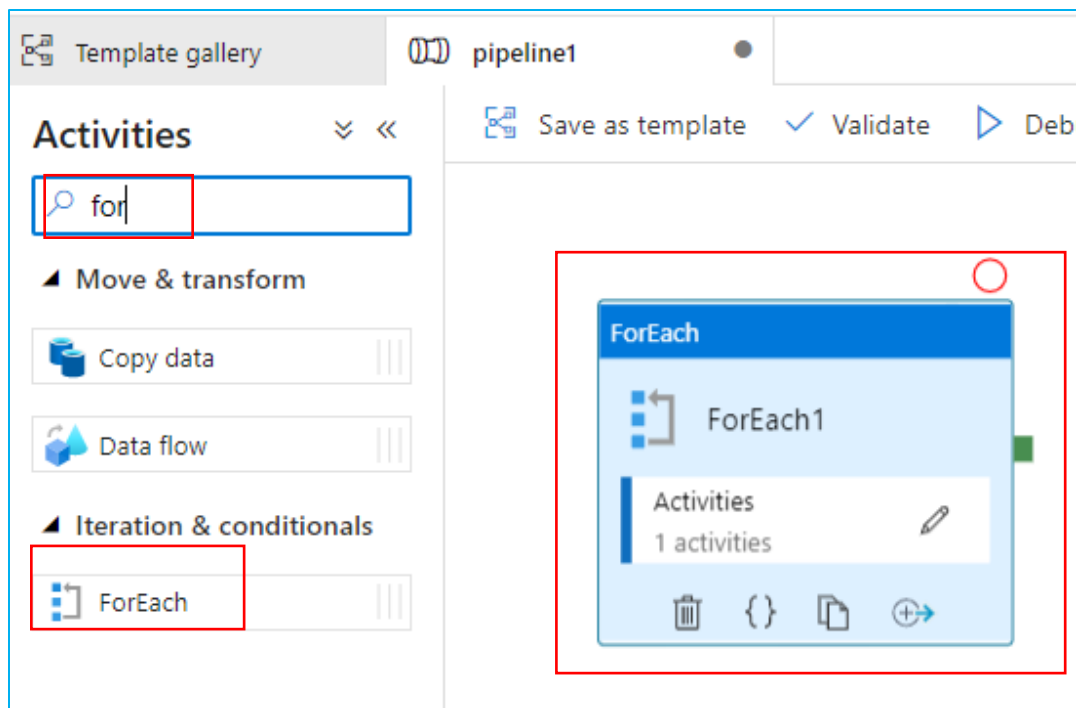 Template gallery
pipeline1
Activities
Save as template
Validate
Deb
for
Move & transform
Copy data
Data flow
Iteration & conditionals
ForEach
ForEach
ForEach1
Activities
1 activities
{}